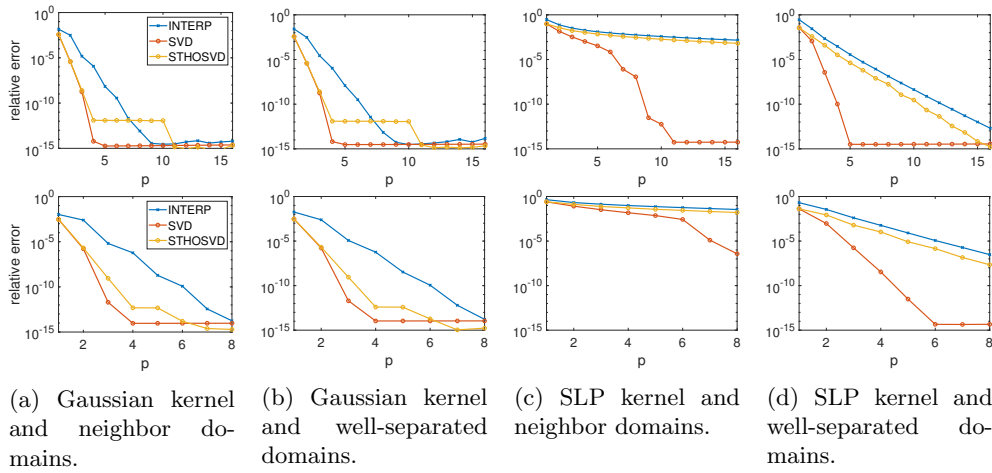 10^0
10^-5
10^-10
10^-15
relative error
5 10 15
p
INTERP
SVD
STHOSVD
10^0
10^-5
10^-10
10^-15
5 10 15
p
10^0
10^-5
10^-10
10^-15
5 10 15
p
10^0
10^-5
10^-10
10^-15
5 10 15
p
10^0
10^-5
10^-10
10^-15
relative error
2 4 6 8
p
INTERP
SVD
STHOSVD
10^0
10^-5
10^-10
10^-15
2 4 6 8
p
10^0
10^-5
10^-10
10^-15
2 4 6 8
p
10^0
10^-5
10^-10
10^-15
2 4 6 8
p
(a) Gaussian kernel
and neighbor do-
mains.
(b) Gaussian kernel
and well-separated
domains.
(c) SLP kernel and
neighbor domains.
(d) SLP kernel and
well-separated do-
mains.